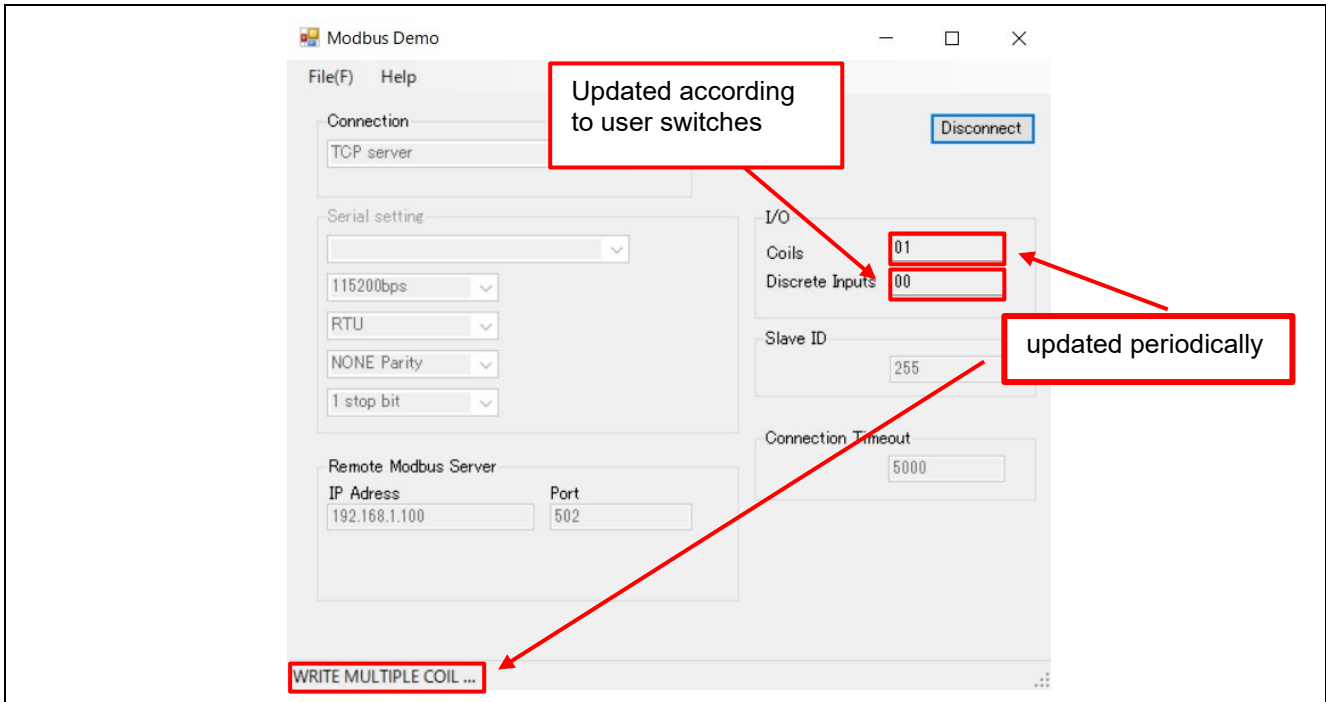 Modbus Demo
File(F) Help
Updated according
to user switches
Connection
TCP server
Disconnect
Serial setting
115200bps
RTU
NONE Parity
1 stop bit
I/O
Coils 01
Discrete Inputs 00
updated periodically
Slave ID
255
Connection Timeout
5000
Remote Modbus Server
IP Adress Port
192.168.1.100 502
WRITE MULTIPLE COIL ...